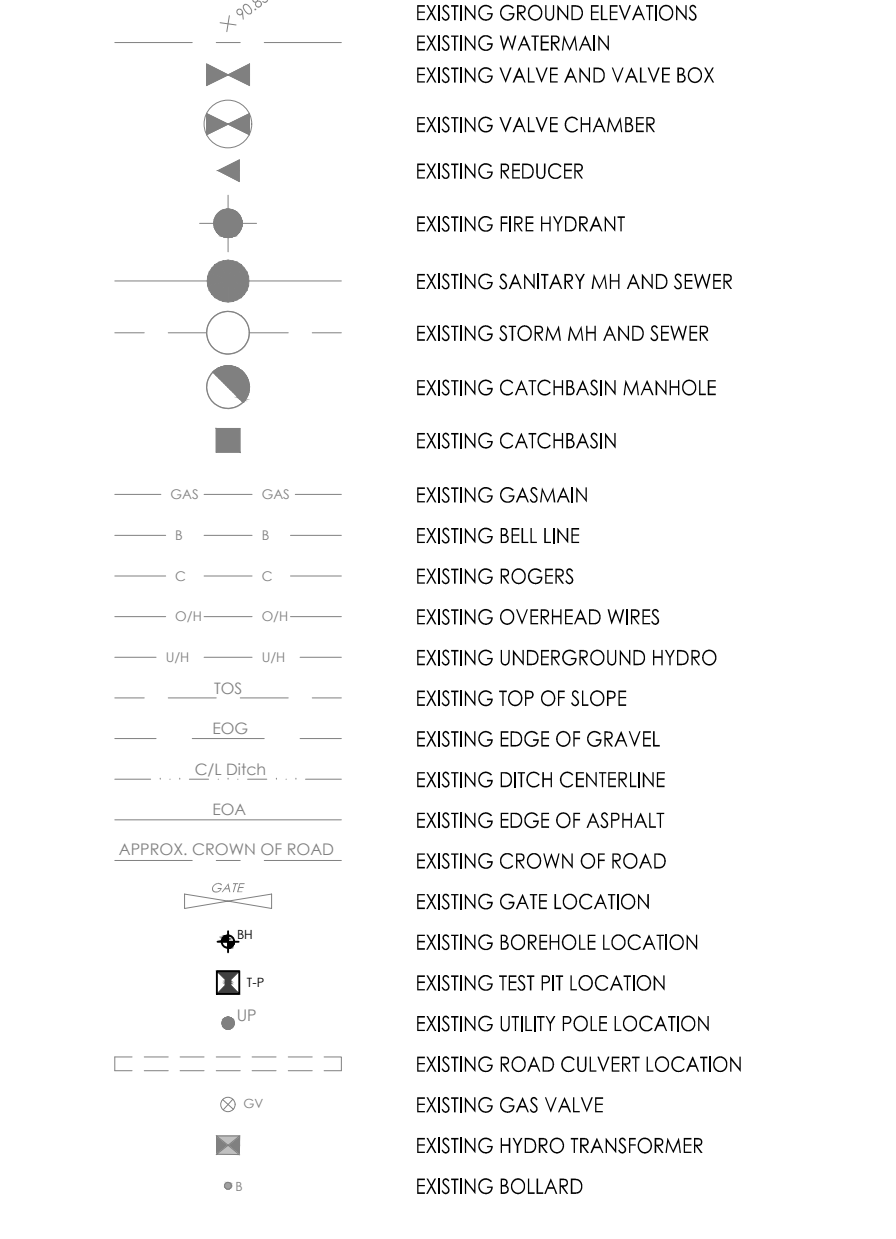 EXISTING GROUND ELEVATIONS
EXISTING WATERMAIN
EXISTING VALVE AND VALVE BOX
EXISTING VALVE CHAMBER
EXISTING REDUCER
EXISTING FIRE HYDRANT
EXISTING SANITARY MH AND SEWER
EXISTING STORM MH AND SEWER
EXISTING CATCHBASIN MANHOLE
EXISTING CATCHBASIN
GAS GAS EXISTING GASMAIN
B B EXISTING BELL LINE
C C EXISTING ROGERS
O/H O/H EXISTING OVERHEAD WIRES
U/H U/H EXISTING UNDERGROUND HYDRO
TOS EXISTING TOP OF SLOPE
EOG EXISTING EDGE OF GRAVEL
C/L Ditch EXISTING DITCH CENTERLINE
EOA EXISTING EDGE OF ASPHALT
APPROX. CROWN OF ROAD EXISTING CROWN OF ROAD
GATE EXISTING GATE LOCATION
BH EXISTING BOREHOLE LOCATION
T-P EXISTING TEST PIT LOCATION
UP EXISTING UTILITY POLE LOCATION
EXISTING ROAD CULVERT LOCATION
GV EXISTING GAS VALVE
EXISTING HYDRO TRANSFORMER
B EXISTING BOLLARD